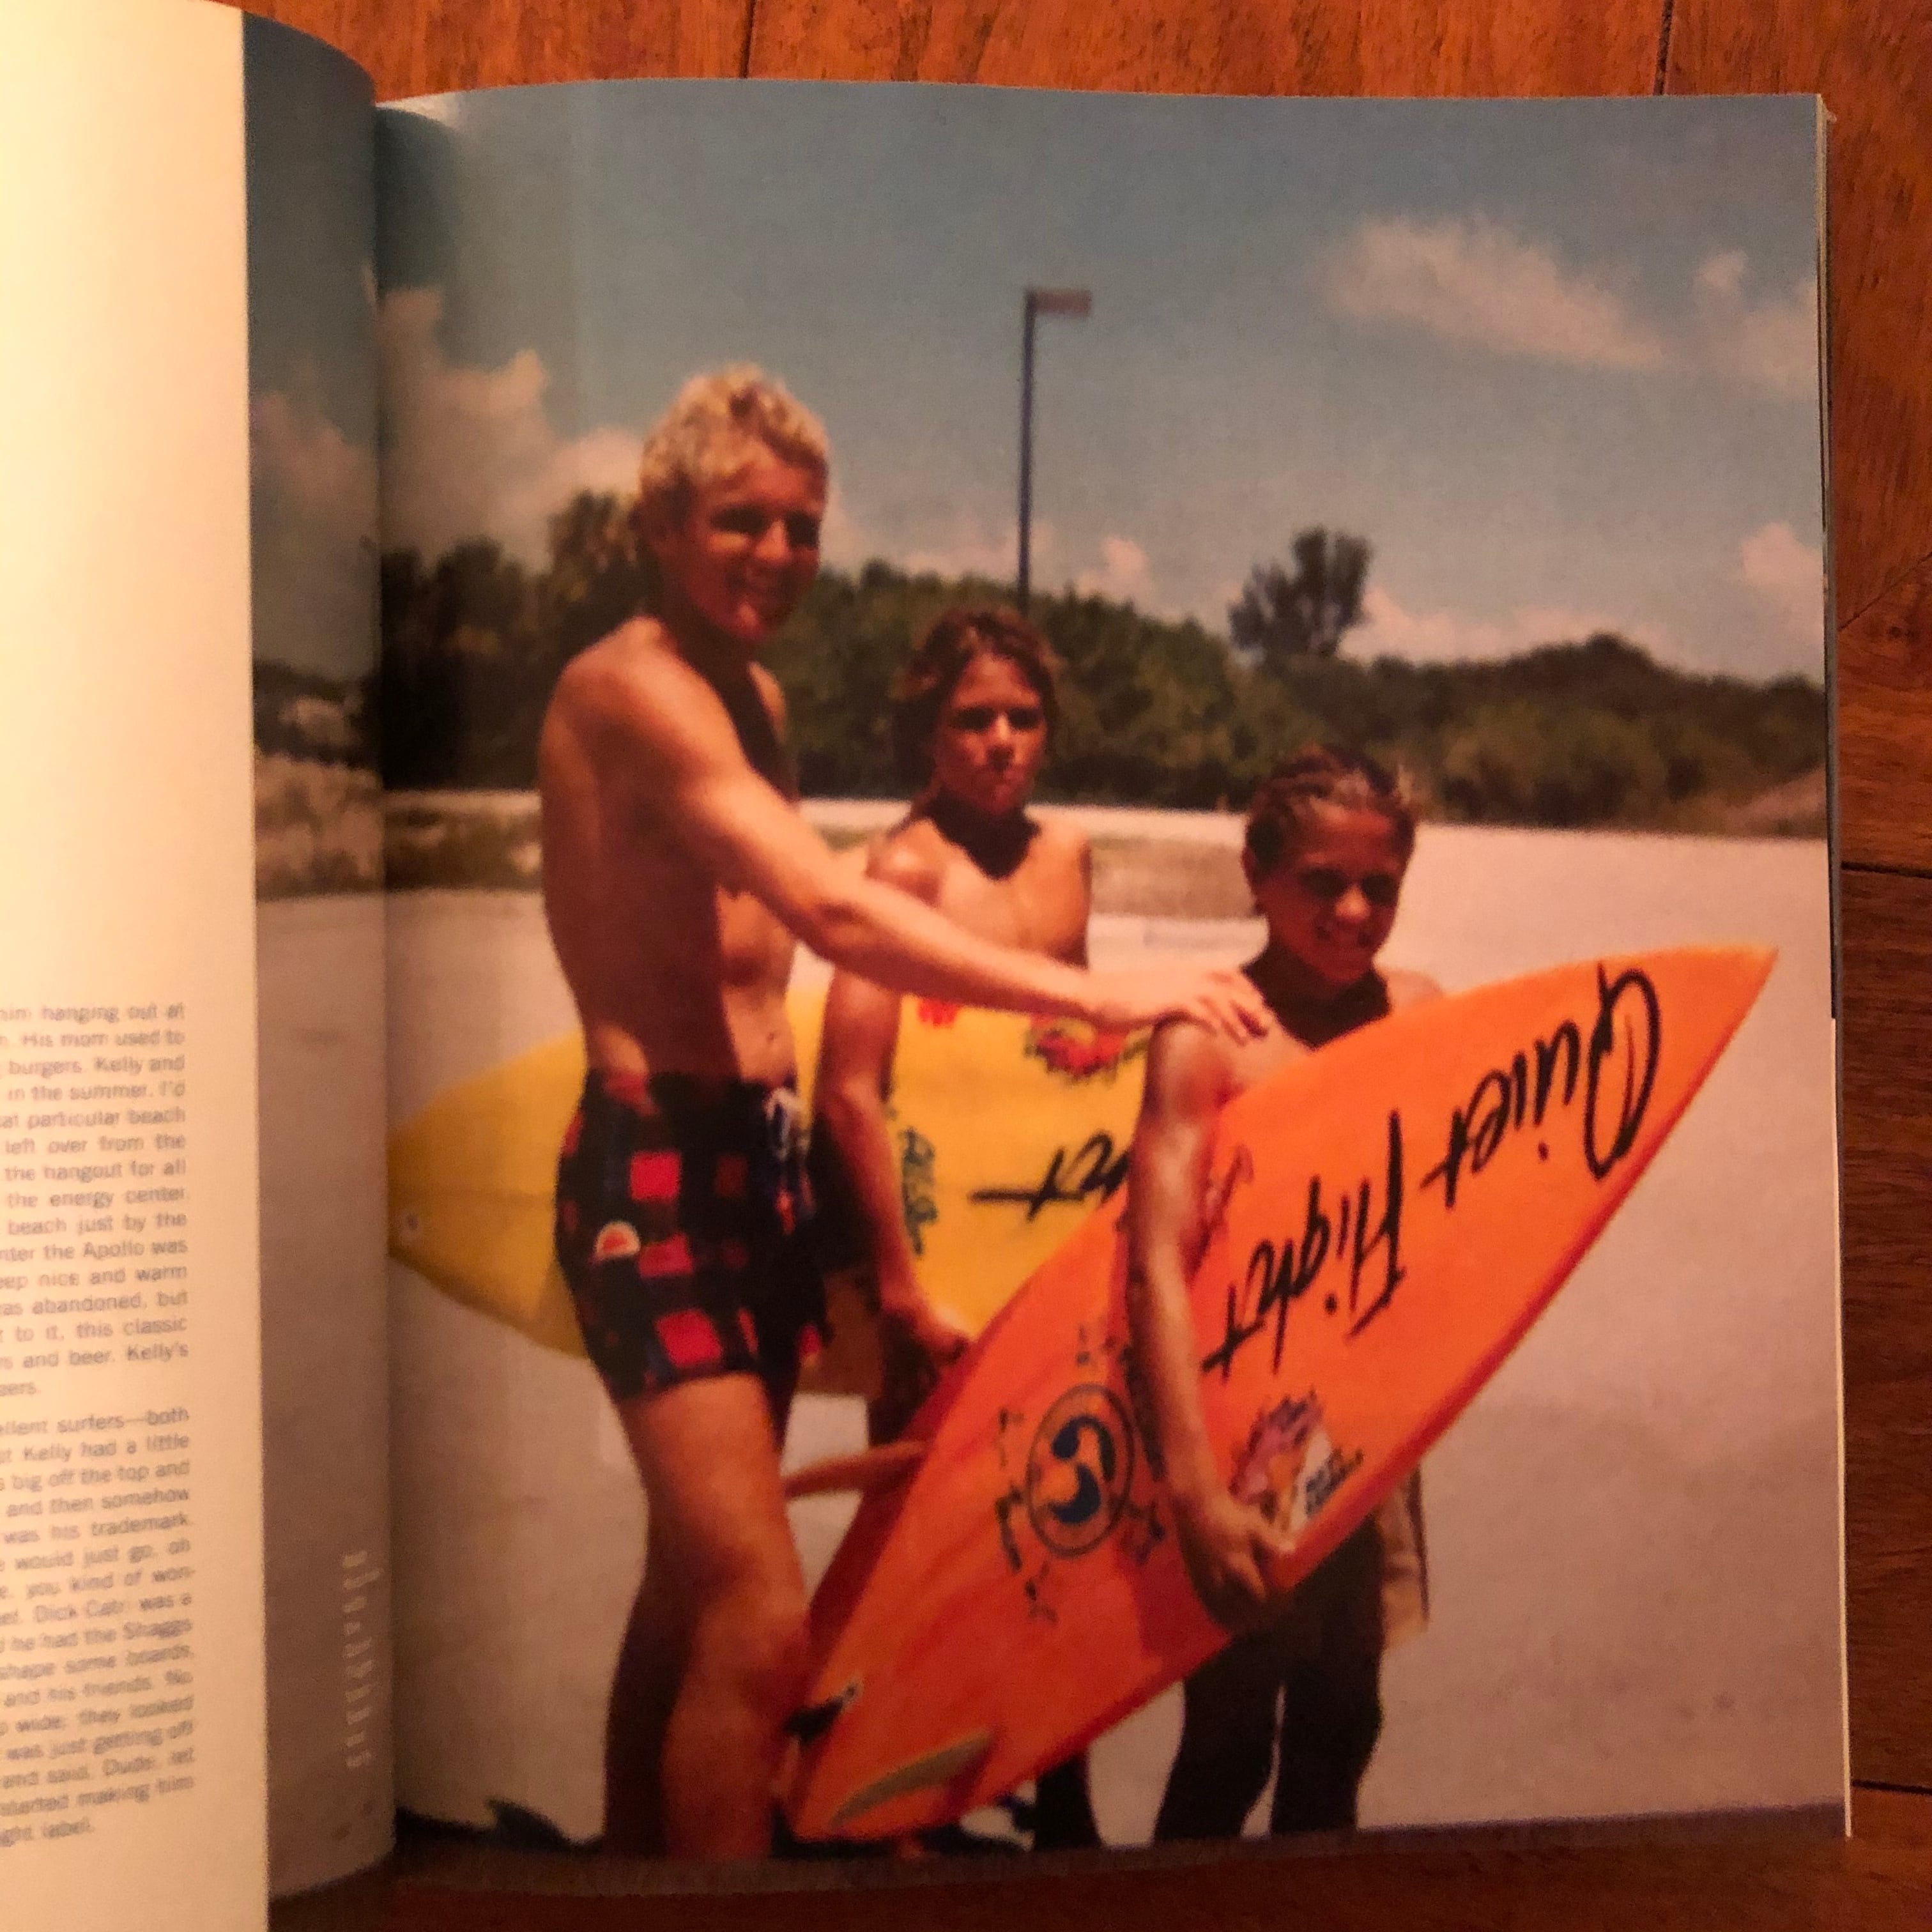 him hanging out at
His mom used to
burgers. Kelly and
in the summer, I'd
at particular beach
left over from the
the hangout for all
the energy center
beach just by the
the Apollo was
eep nice and warm
as abandoned, but
to it, this classic
and beer. Kelly's
ellent surfers—both
Kelly had a little
big off the top and
and then somehow
was his trademark.
would just go, oh
you kind of won-
Dick Catri was a
he had the Shaggs
shape some boards,
and his friends. No
wide; they looked
was just getting off
and said, Dude, let
started making him
label.
Quiet
Flight